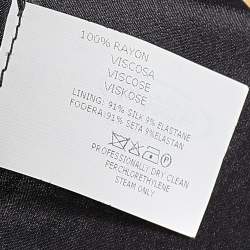 100% RAYON
VISCOSA
VISCOSE
VISKOSE
LINING: 91% SILK 9% ELASTANE
FODERA:91% SETA 9%ELASTAN
PROFESSIONALLY DRY CLEAN
PERCHLORETHYLENE
STEAM ONLY